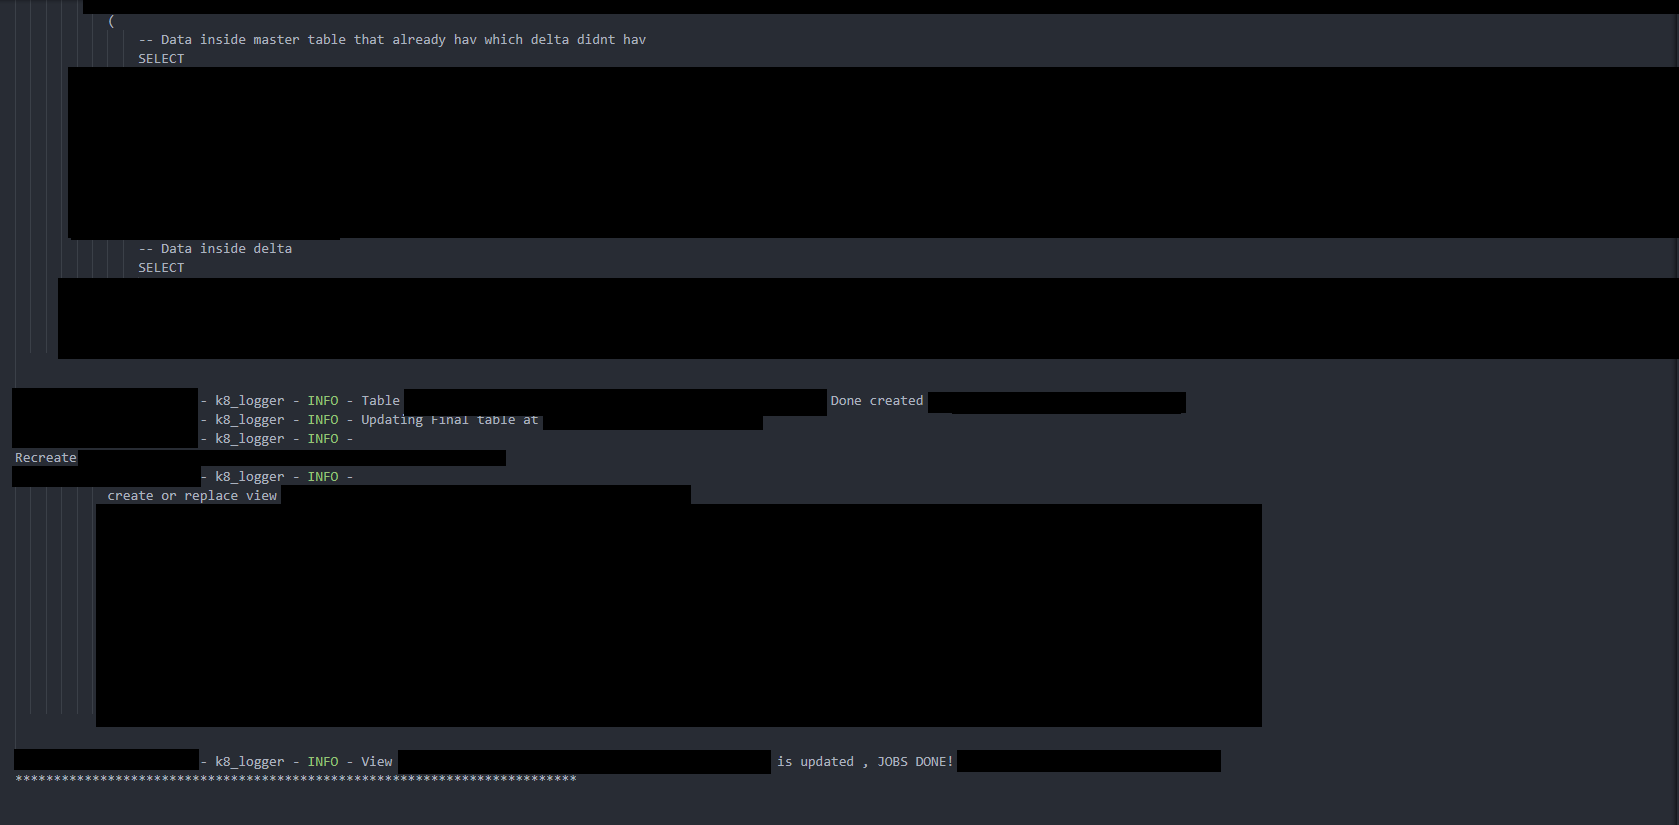 (
-- Data inside master table that already hav which delta didnt hav
SELECT
-- Data inside delta
SELECT
- k8_logger - INFO - Table Done created
- k8_logger - INFO - Updating Final table at
- k8_logger - INFO -
Recreate
- k8_logger - INFO -
create or replace view
- k8_logger - INFO - View is updated , JOBS DONE!
*************************************************************************